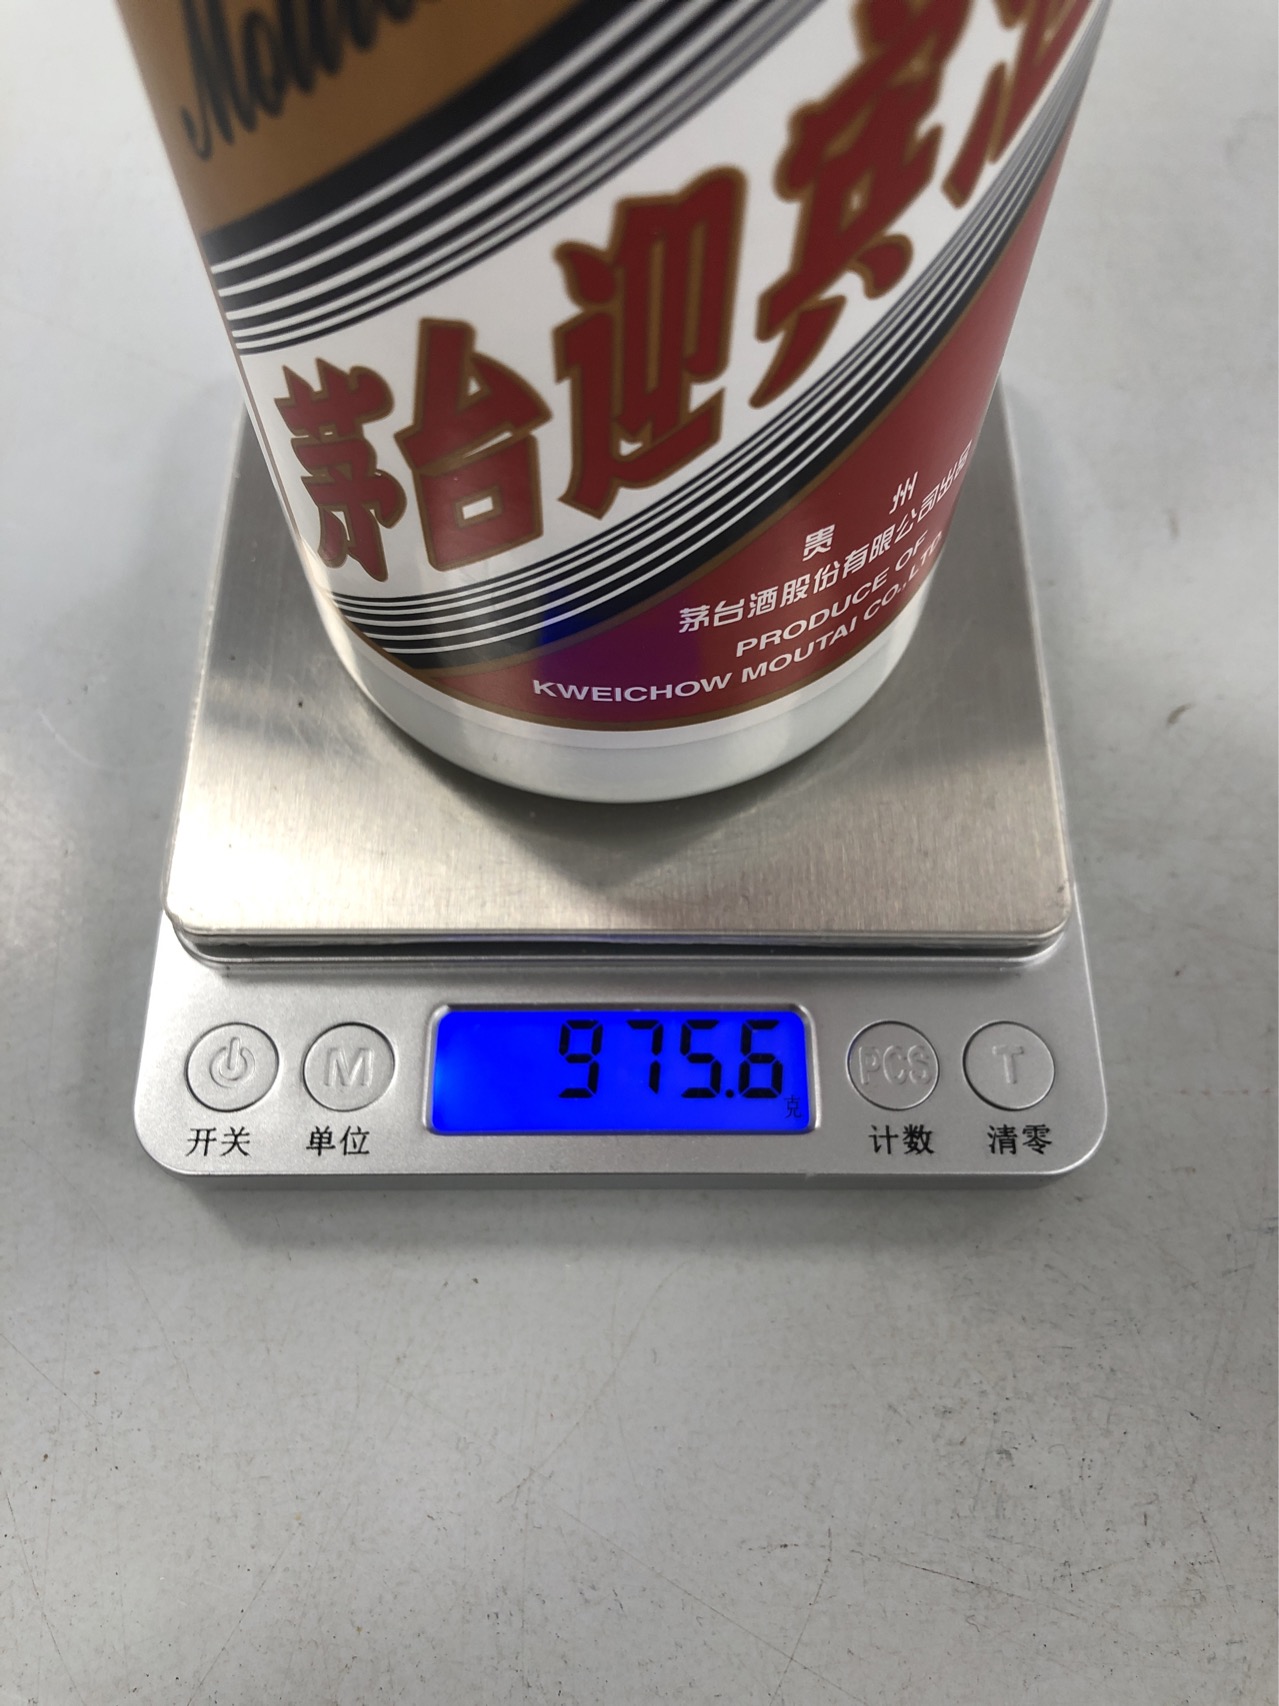 茅台迎宾
贵 州
茅台酒股份有限公司出品
PRODUCE OF
KWEICHOW MOUTAI CO.,LTD.
975.6
克
M
PCS
T
开关
单位
计数
清零